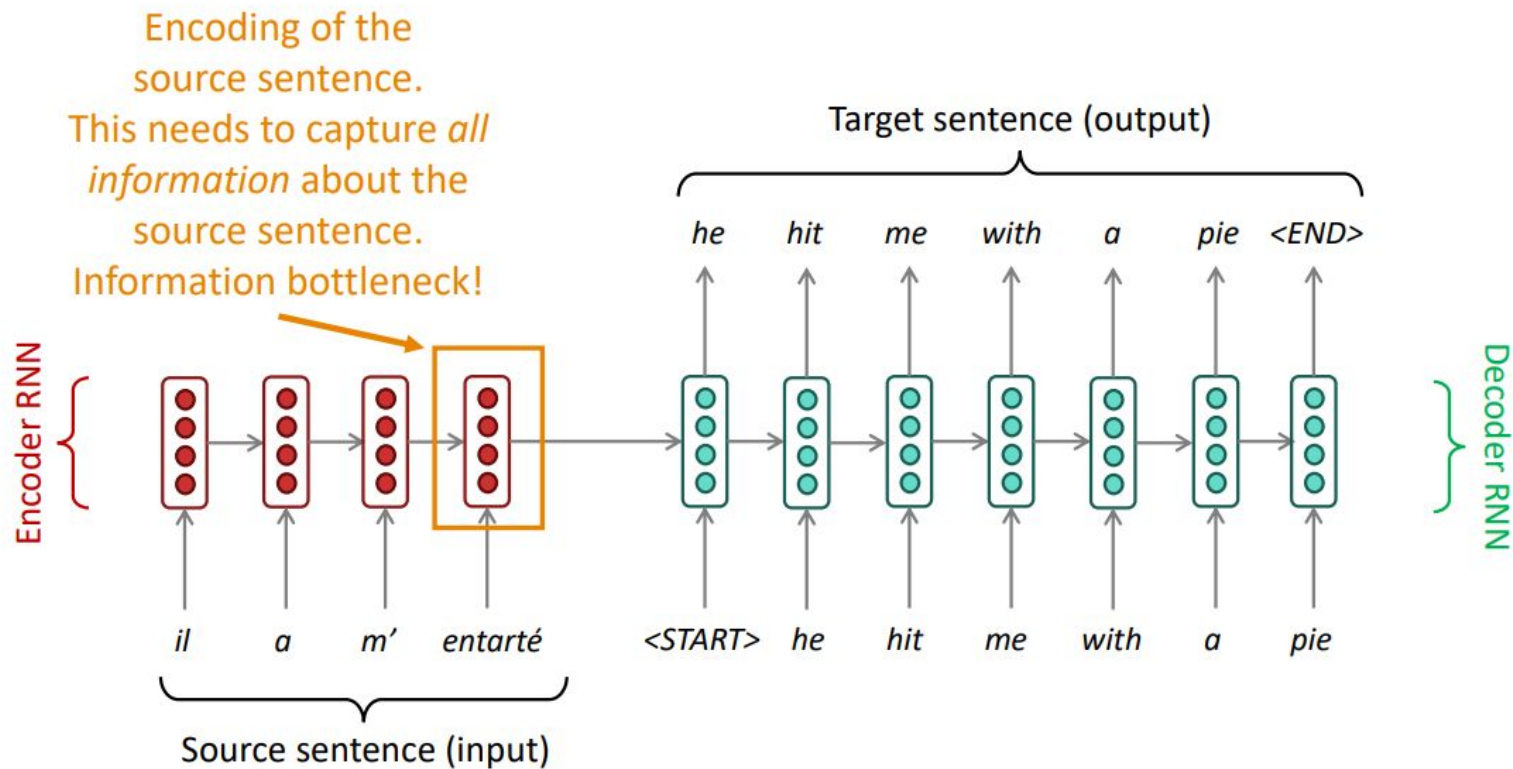 Encoding of the
source sentence.
This needs to capture all
information about the
source sentence.
Information bottleneck!
Target sentence (output)
he hit me with a pie <END>
Encoder RNN
Decoder RNN
il a m’ entarté <START> he hit me with a pie
Source sentence (input)